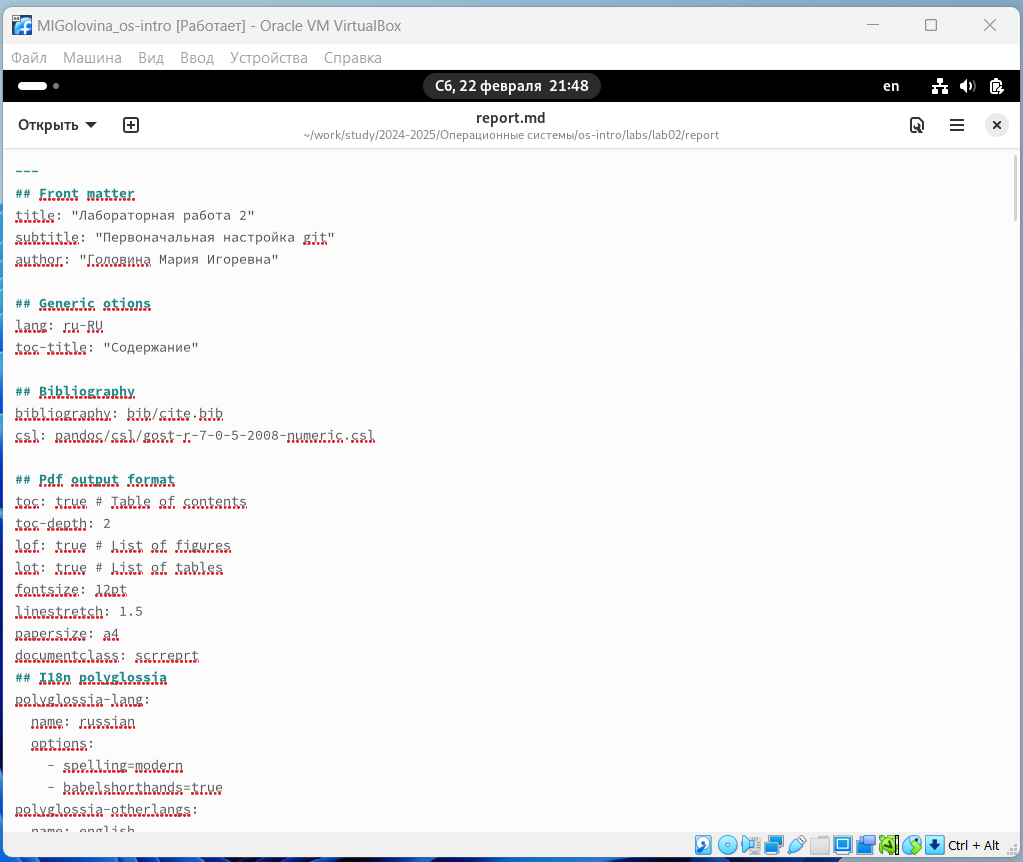 MIGolovina_os-intro [Работает] - Oracle VM VirtualBox
Файл Машина Вид Ввод Устройства Справка
Сб, 22 февраля 21:48
en
Открыть
report.md
~/work/study/2024-2025/Операционные системы/os-intro/labs/lab02/report
---
## Front matter
title: "Лабораторная работа 2"
subtitle: "Первоначальная настройка git"
author: "Головина Мария Игоревна"
## Generic otions
lang: ru-RU
toc-title: "Содержание"
## Bibliography
bibliography: bib/cite.bib
csl: pandoc/csl/gost-r-7-0-5-2008-numeric.csl
## Pdf output format
toc: true # Table of contents
toc-depth: 2
lof: true # List of figures
lot: true # List of tables
fontsize: 12pt
linestretch: 1.5
papersize: a4
documentclass: scrreprt
## I18n polyglossia
polyglossia-lang:
  name: russian
  options:
    - spelling=modern
    - babelshorthands=true
polyglossia-otherlangs:
  name: english
Ctrl + Alt